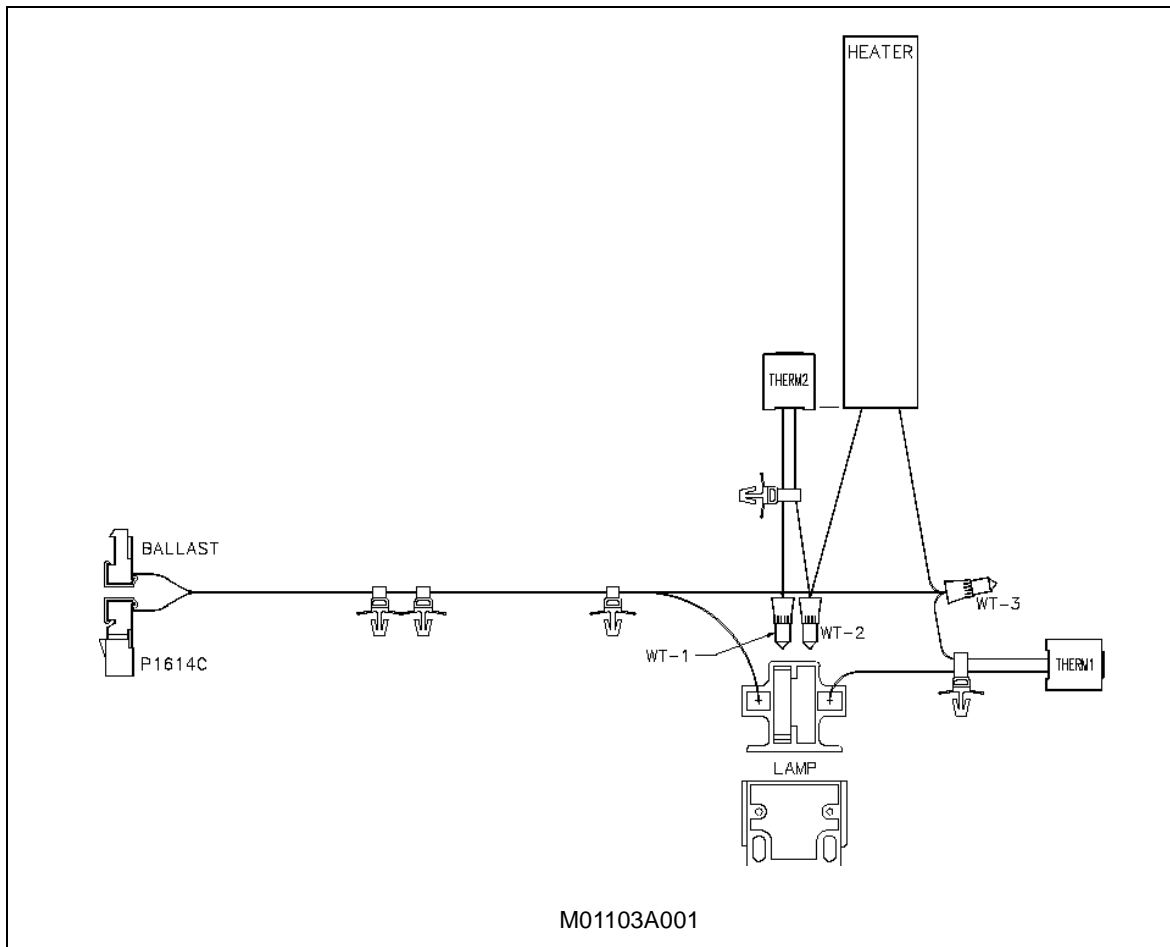 HEATER
THERM2
BALLAST
WT-3
WT-2
WT-1
P1614C
THERM1
LAMP
M01103A001